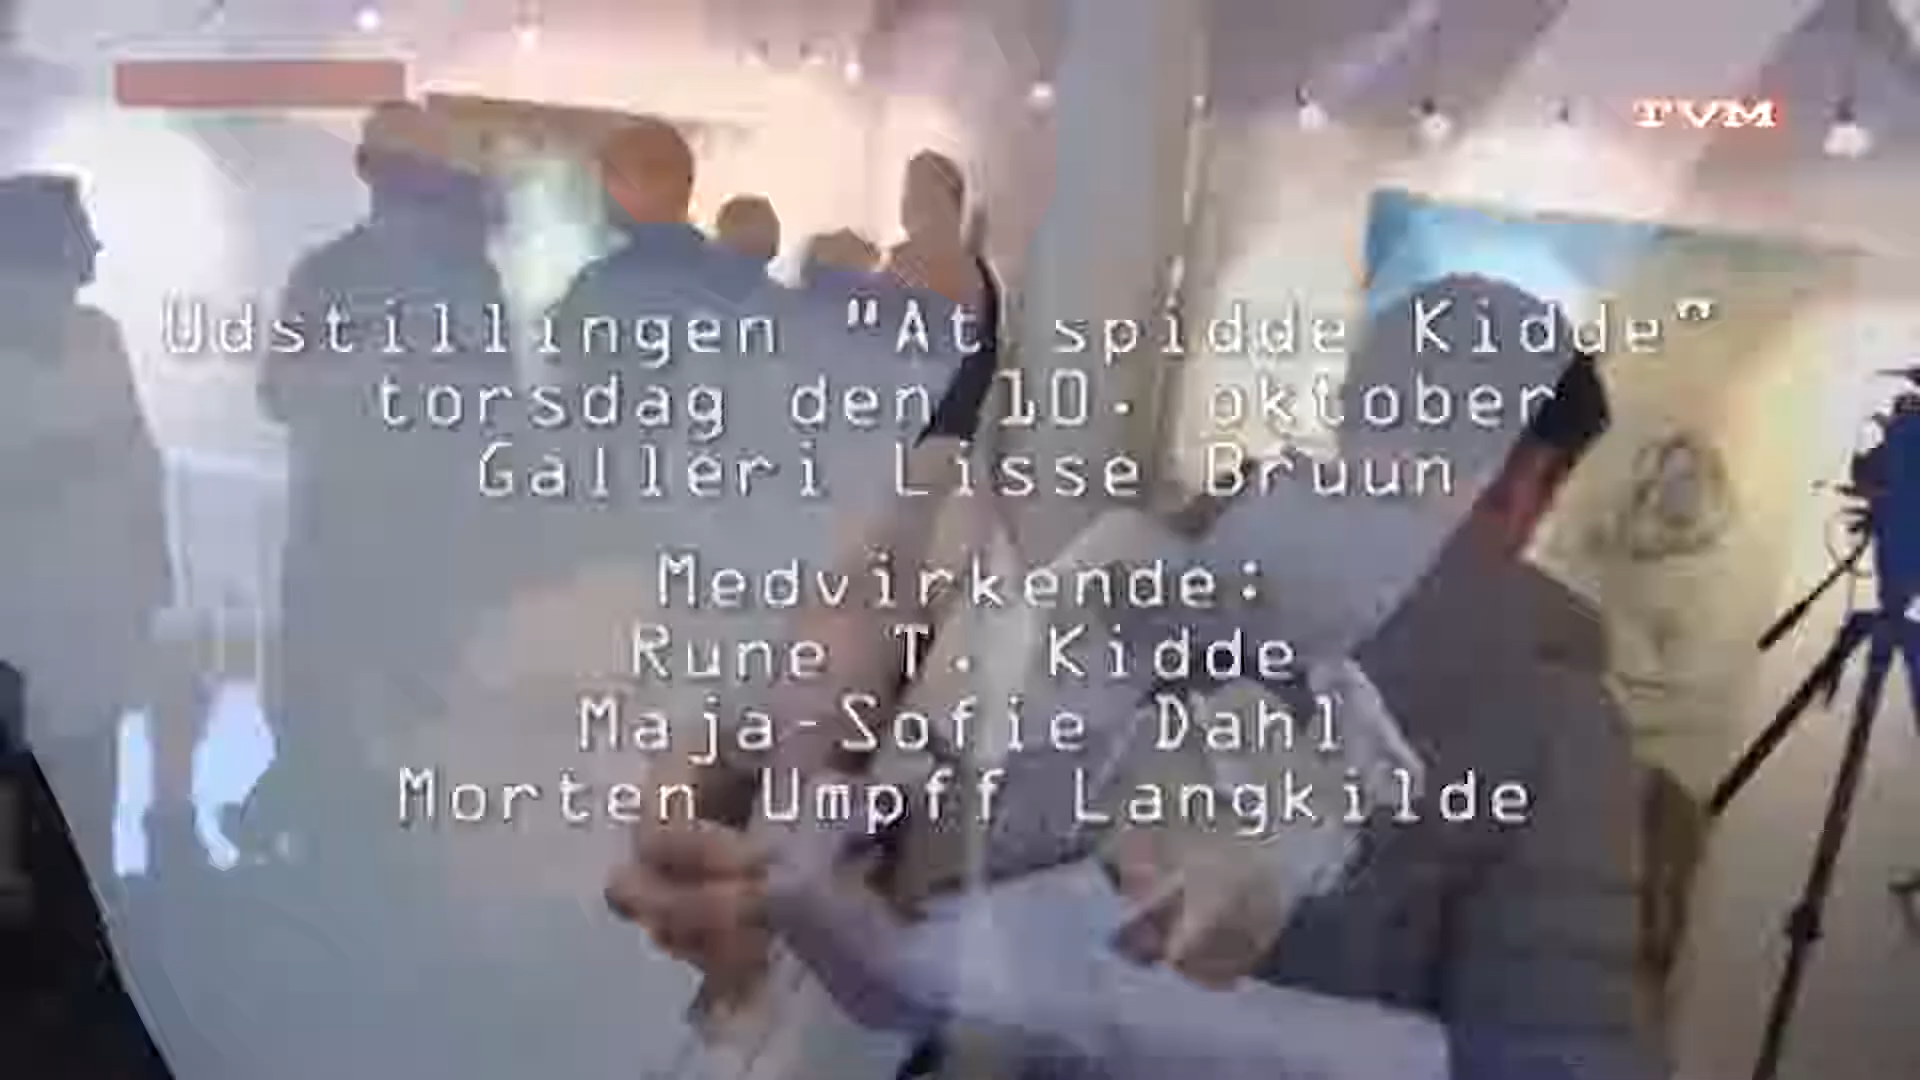 TVM
Udstillingen "At spidde Kidde"
torsdag den 10. oktober
Galleri Lisse Bruun
Medvirkende:
Rune T. Kidde
Maja-Sofie Dahl
Morten Umpff Langkilde